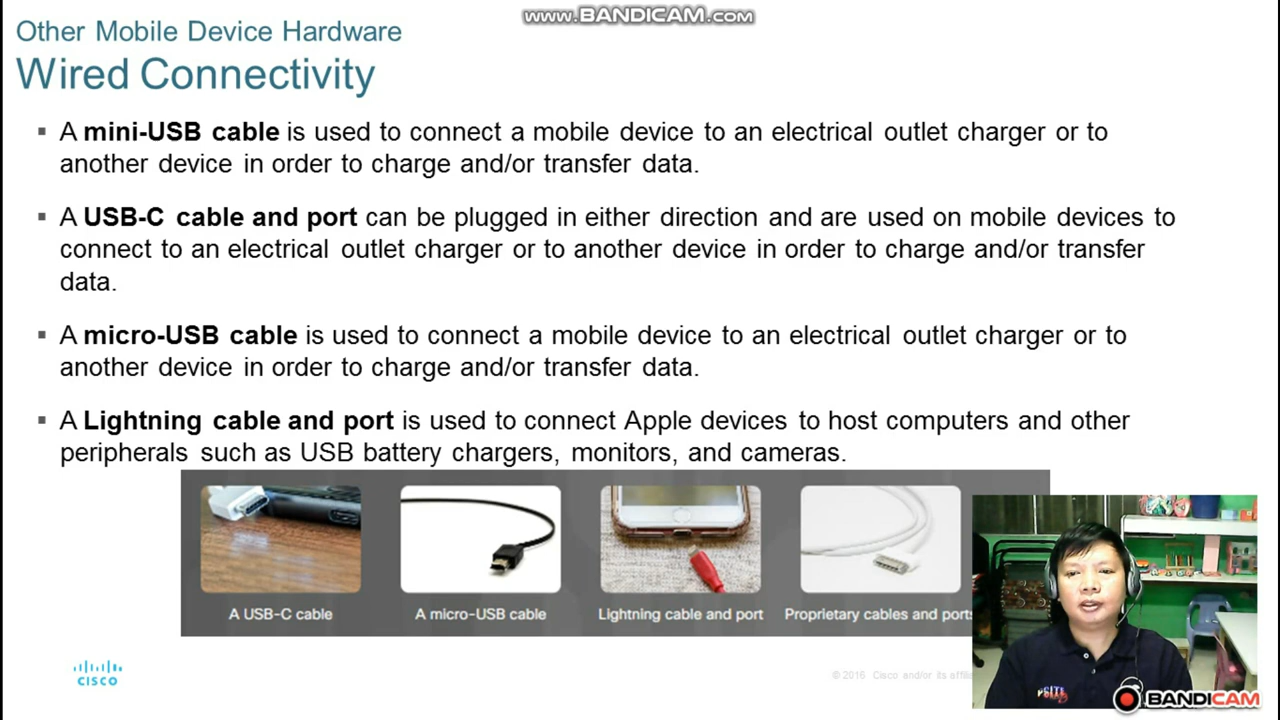 www.BANDICAM.com
Other Mobile Device Hardware
Wired Connectivity
▪ A mini-USB cable is used to connect a mobile device to an electrical outlet charger or to
another device in order to charge and/or transfer data.
▪ A USB-C cable and port can be plugged in either direction and are used on mobile devices to
connect to an electrical outlet charger or to another device in order to charge and/or transfer
data.
▪ A micro-USB cable is used to connect a mobile device to an electrical outlet charger or to
another device in order to charge and/or transfer data.
▪ A Lightning cable and port is used to connect Apple devices to host computers and other
peripherals such as USB battery chargers, monitors, and cameras.
A USB-C cable
A micro-USB cable
Lightning cable and port
Proprietary cables and ports
CISCO
© 2016 Cisco and/or its
BANDICAM